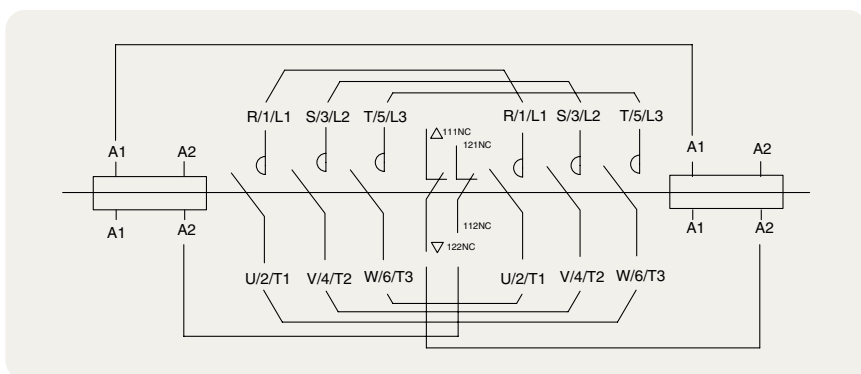 R/1/L1 S/3/L2 T/5/L3 R/1/L1 S/3/L2 T/5/L3
111NC
121NC
A1 A2 A1 A2
A1 A2 A1 A2
112NC
122NC
U/2/T1 V/4/T2 W/6/T3 U/2/T1 V/4/T2 W/6/T3